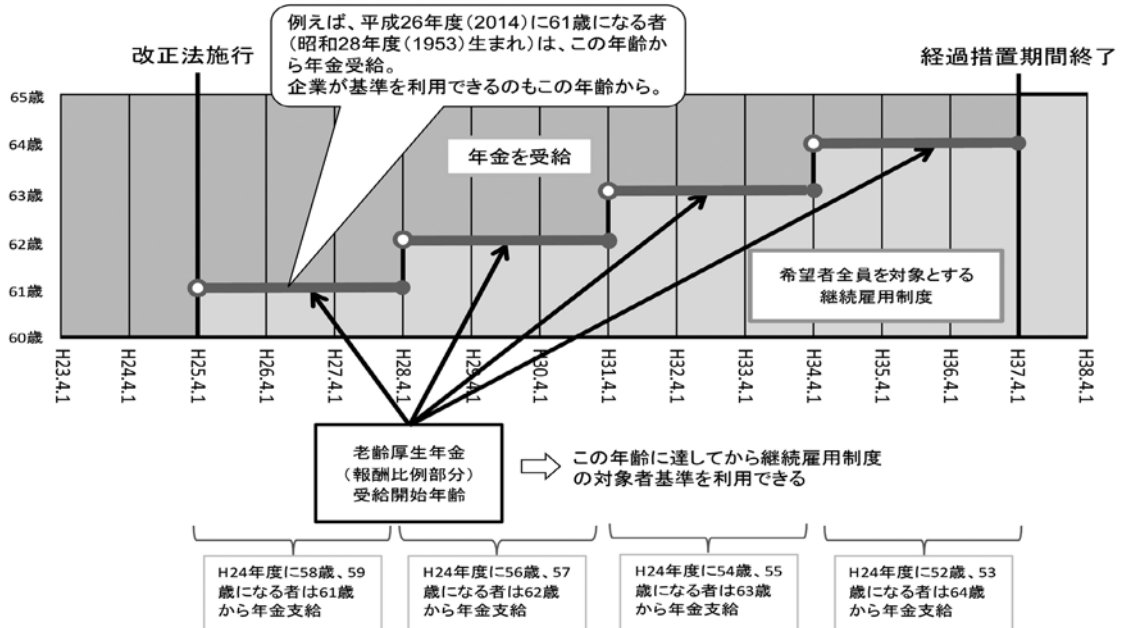 例えば、平成26年度(2014)に61歳になる者
(昭和28年度(1953)生まれ)は、この年齢か
ら年金受給。
企業が基準を利用できるのもこの年齢から。
改正法施行
経過措置期間終了
65歳
64歳
63歳
62歳
61歳
60歳
年金を受給
希望者全員を対象とする
継続雇用制度
H23.4.1
H24.4.1
H25.4.1
H26.4.1
H27.4.1
H28.4.1
H29.4.1
H30.4.1
H31.4.1
H32.4.1
H33.4.1
H34.4.1
H35.4.1
H36.4.1
H37.4.1
H38.4.1
老齢厚生年金
(報酬比例部分)
受給開始年齢
この年齢に達してから継続雇用制度
の対象者基準を利用できる
H24年度に58歳、59
歳になる者は61歳
から年金支給
H24年度に56歳、57
歳になる者は62歳
から年金支給
H24年度に54歳、55
歳になる者は63歳
から年金支給
H24年度に52歳、53
歳になる者は64歳
から年金支給